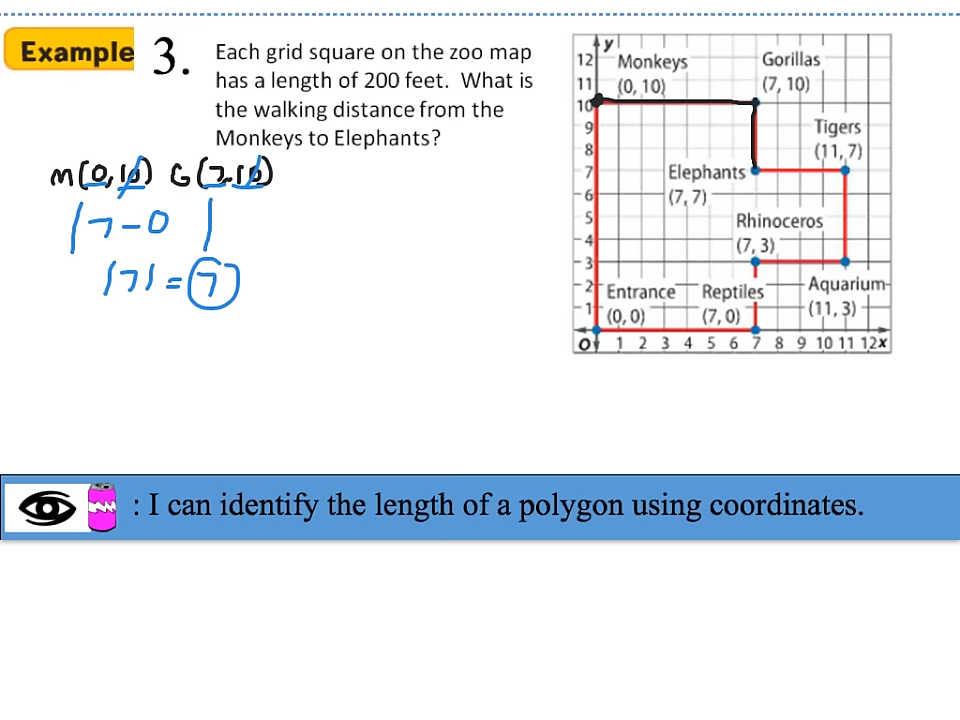 Example 3.
Each grid square on the zoo map
has a length of 200 feet. What is
the walking distance from the
Monkeys to Elephants?
M(0,10) G(7,10)
|7-0|
|7| = 7
y
12
11
10
9
8
7
6
5
4
3
2
1
Monkeys
(0, 10)
Gorillas
(7, 10)
Tigers
(11, 7)
Elephants
(7, 7)
Rhinoceros
(7, 3)
Aquarium
(11, 3)
Entrance
(0, 0)
Reptiles
(7, 0)
O 1 2 3 4 5 6 7 8 9 10 11 12 x
: I can identify the length of a polygon using coordinates.